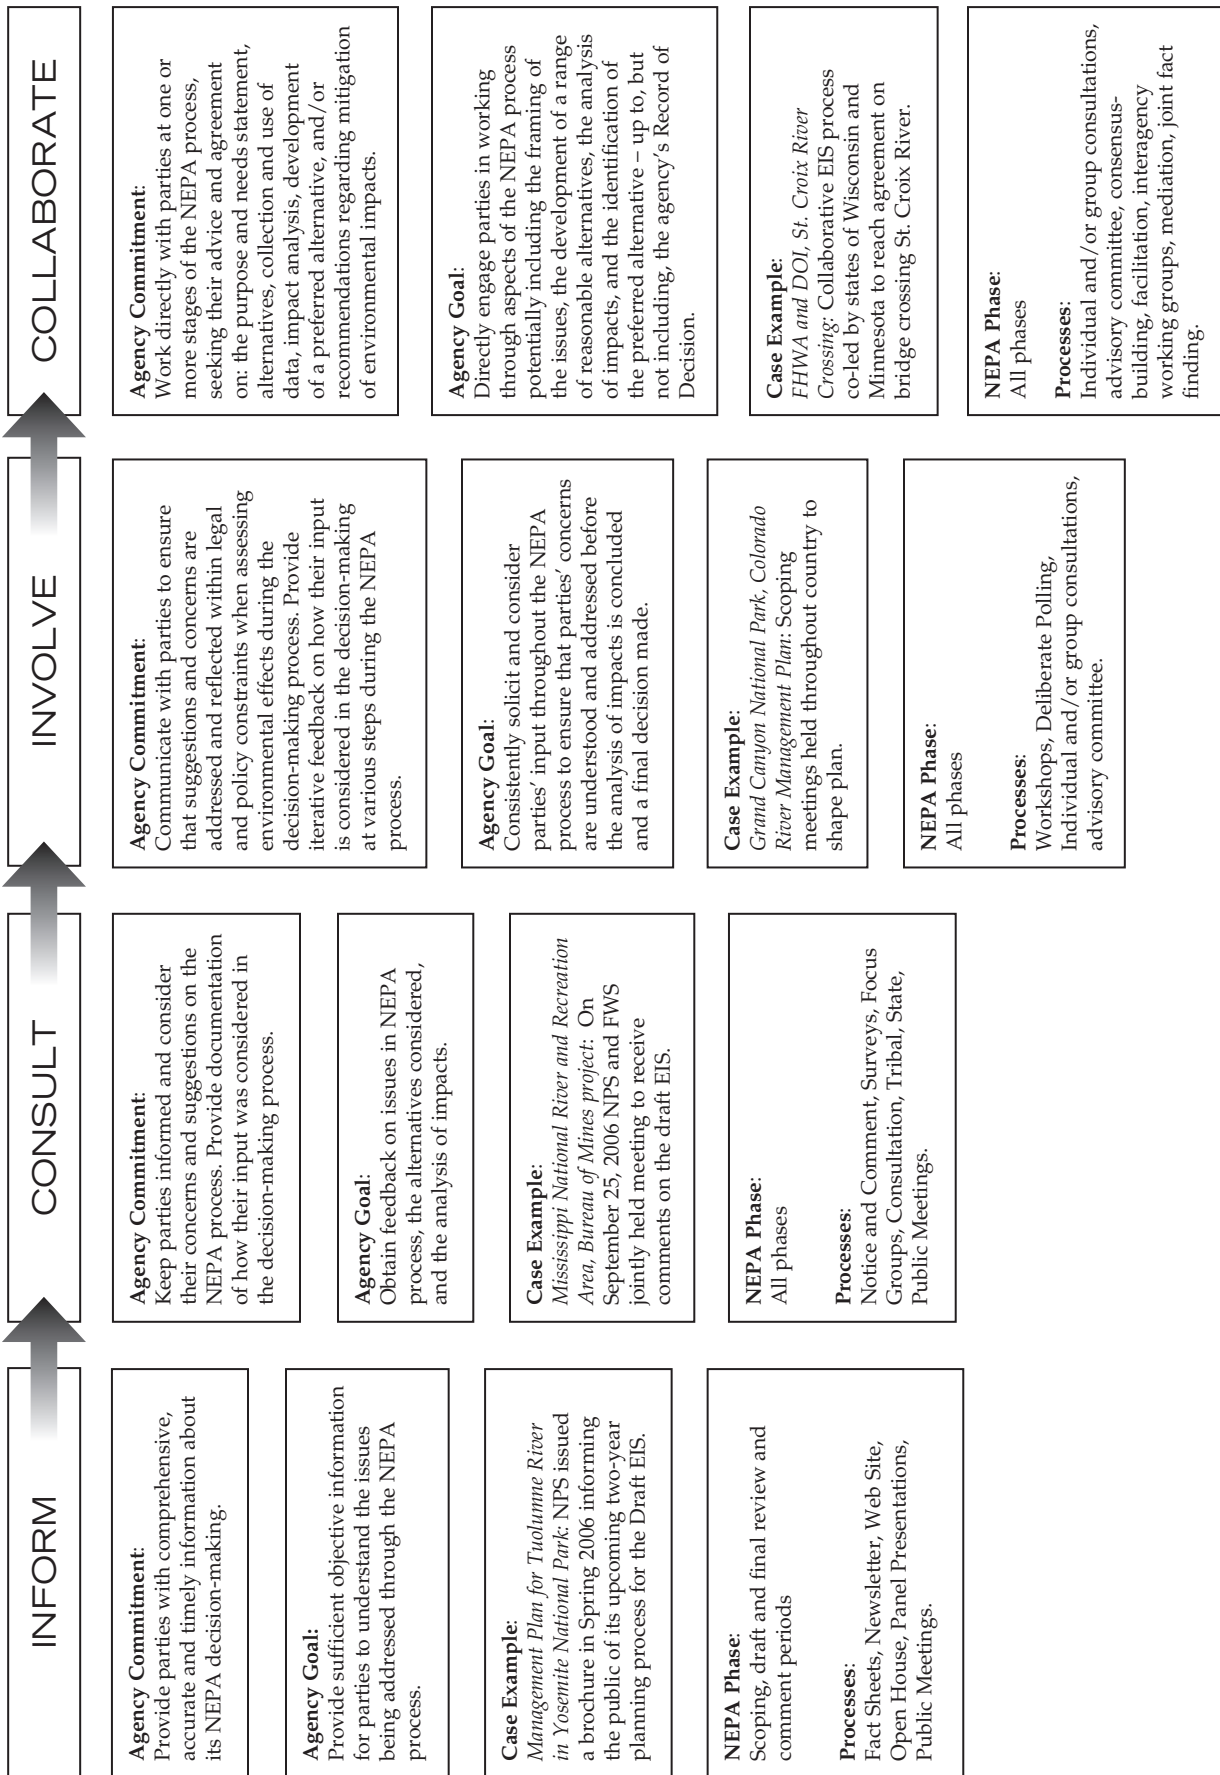 INFORM
Agency Commitment:
Provide parties with comprehensive,
accurate and timely information about
its NEPA decision-making.
Agency Goal:
Provide sufficient objective information
for parties to understand the issues
being addressed through the NEPA
process.
Case Example:
Management Plan for Tuolumne River
in Yosemite National Park: NPS issued
a brochure in Spring 2006 informing
the public of its upcoming two-year
planning process for the Draft EIS.
NEPA Phase:
Scoping, draft and final review and
comment periods
Processes:
Fact Sheets, Newsletter, Web Site,
Open House, Panel Presentations,
Public Meetings.
CONSULT
Agency Commitment:
Keep parties informed and consider
their concerns and suggestions on the
NEPA process. Provide documentation
of how their input was considered in
the decision-making process.
Agency Goal:
Obtain feedback on issues in NEPA
process, the alternatives considered,
and the analysis of impacts.
Case Example:
Mississippi National River and Recreation
Area, Bureau of Mines project: On
September 25, 2006 NPS and FWS
jointly held meeting to receive
comments on the draft EIS.
NEPA Phase:
All phases
Processes:
Notice and Comment, Surveys, Focus
Groups, Consultation, Tribal, State,
Public Meetings.
INVOLVE
Agency Commitment:
Communicate with parties to ensure
that suggestions and concerns are
addressed and reflected within legal
and policy constraints when assessing
environmental effects during the
decision-making process. Provide
iterative feedback on how their input
is considered in the decision-making
at various steps during the NEPA
process.
Agency Goal:
Consistently solicit and consider
parties' input throughout the NEPA
process to ensure that parties' concerns
are understood and addressed before
the analysis of impacts is concluded
and a final decision made.
Case Example:
Grand Canyon National Park, Colorado
River Management Plan: Scoping
meetings held throughout country to
shape plan.
NEPA Phase:
All phases
Processes:
Workshops, Deliberate Polling,
Individual and/or group consultations,
advisory committee.
COLLABORATE
Agency Commitment:
Work directly with parties at one or
more stages of the NEPA process,
seeking their advice and agreement
on: the purpose and needs statement,
alternatives, collection and use of
data, impact analysis, development
of a preferred alternative, and/or
recommendations regarding mitigation
of environmental impacts.
Agency Goal:
Directly engage parties in working
through aspects of the NEPA process
potentially including the framing of
the issues, the development of a range
of reasonable alternatives, the analysis
of impacts, and the identification of
the preferred alternative – up to, but
not including, the agency's Record of
Decision.
Case Example:
FHWA and DOI, St. Croix River
Crossing: Collaborative EIS process
co-led by states of Wisconsin and
Minnesota to reach agreement on
bridge crossing St. Croix River.
NEPA Phase:
All phases
Processes:
Individual and/or group consultations,
advisory committee, consensus-
building, facilitation, interagency
working groups, mediation, joint fact
finding.